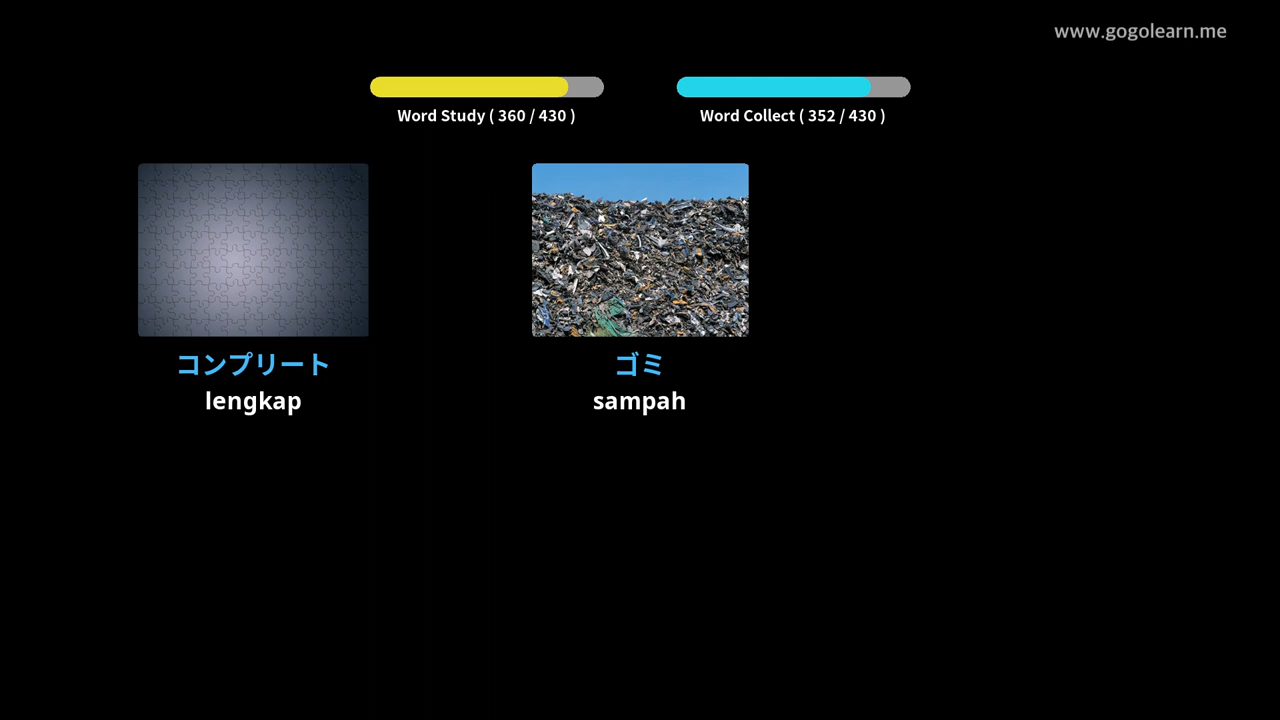 www.gogolearn.me
Word Study ( 360 / 430 )
Word Collect ( 352 / 430 )
コンプリート
lengkap
ゴミ
sampah